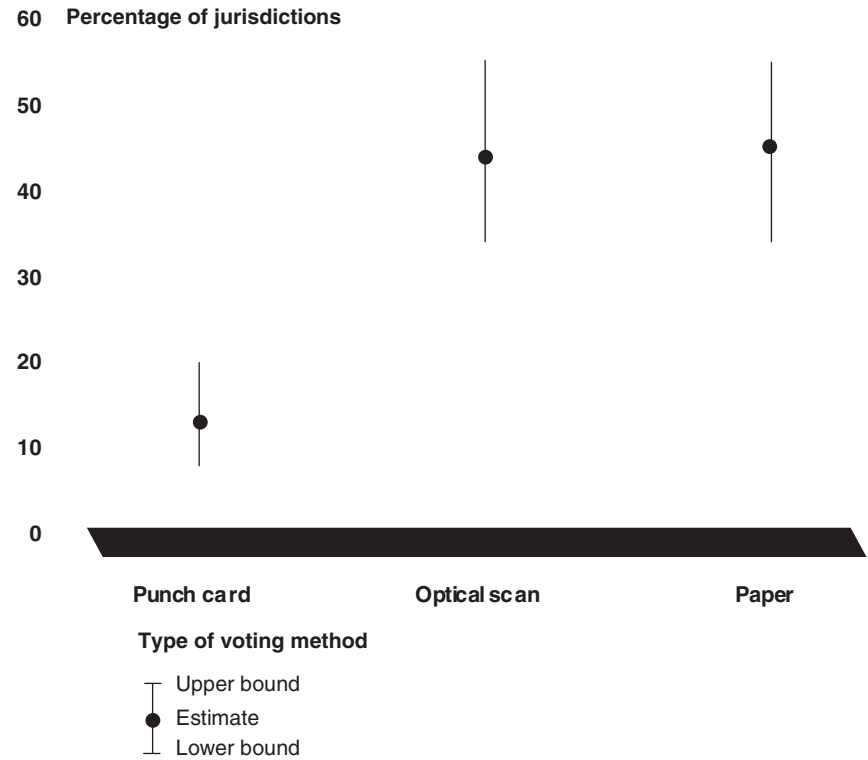 60 Percentage of jurisdictions
50
40
30
20
10
0
Punch card Optical scan Paper
Type of voting method
Upper bound
Estimate
Lower bound